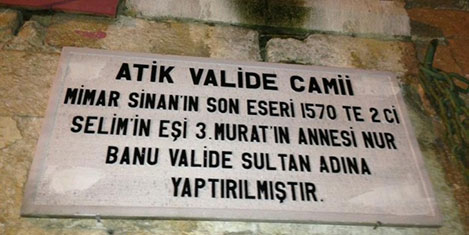 ATİK VALİDE CAMİİ
MİMAR SİNAN'IN SON ESERİ 1570 TE 2 Cİ
SELİM'İN EŞİ 3. MURAT'IN ANNESİ NUR
BANU VALİDE SULTAN ADINA
YAPTIRILMIŞTIR.